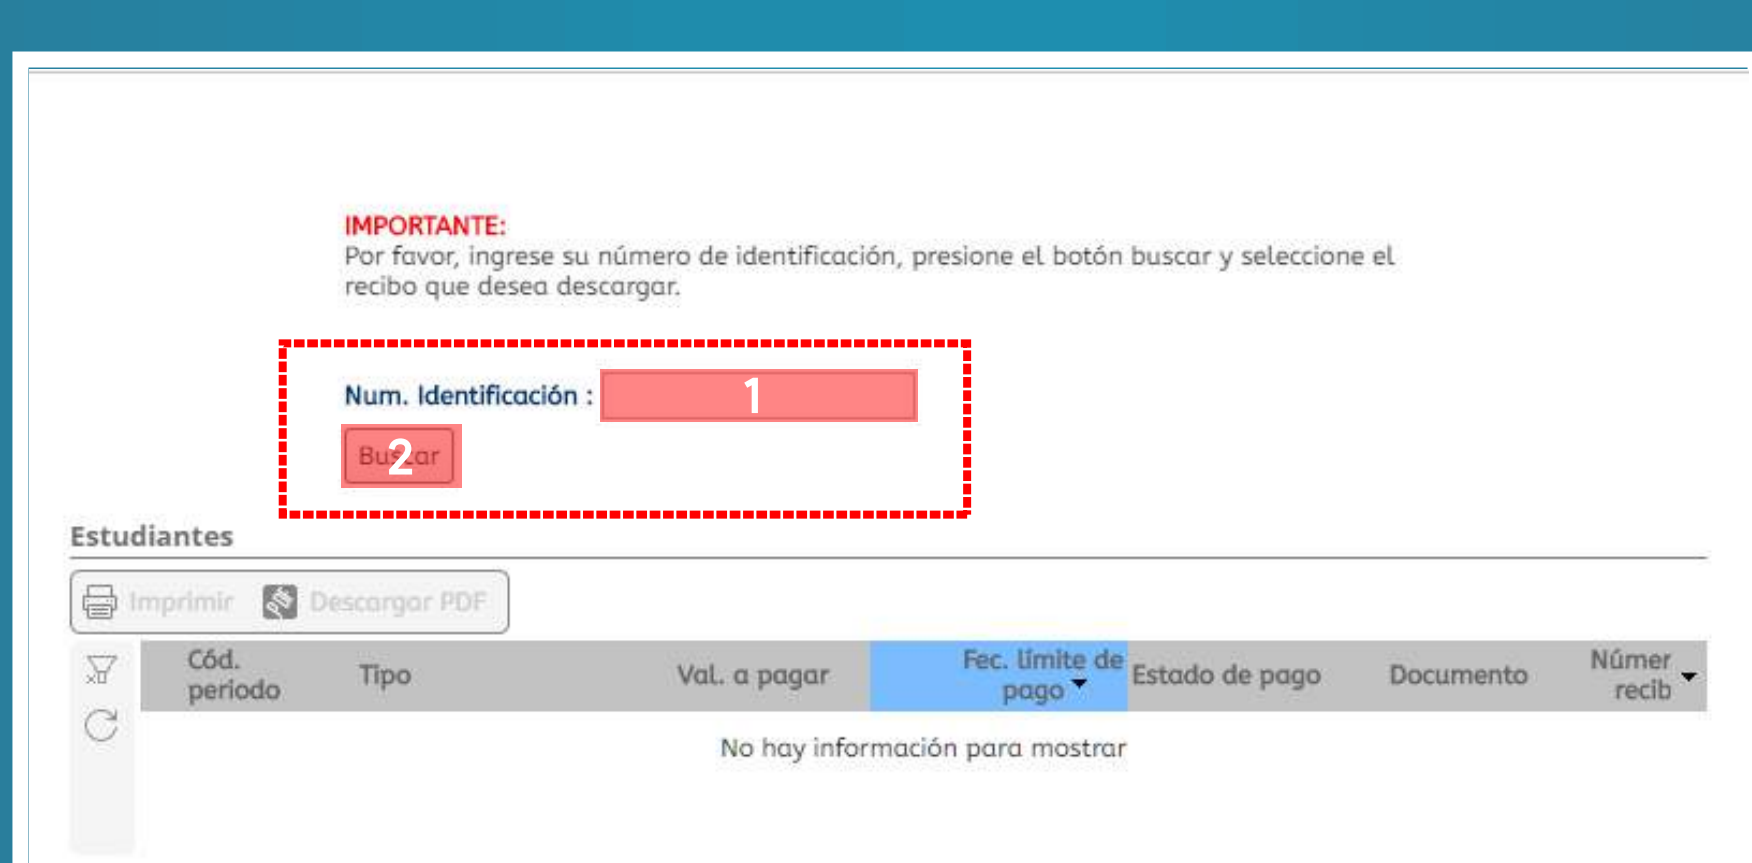 IMPORTANTE:
Por favor, ingrese su número de identificación, presione el botón buscar y seleccione el
recibo que desea descargar.
Num. Identificación :
1
Buscar
2
Estudiantes
Imprimir
Descargar PDF
Cód.
periodo
Tipo
Val. a pagar
Fec. límite de
pago
Estado de pago
Documento
Númer
recib
No hay información para mostrar